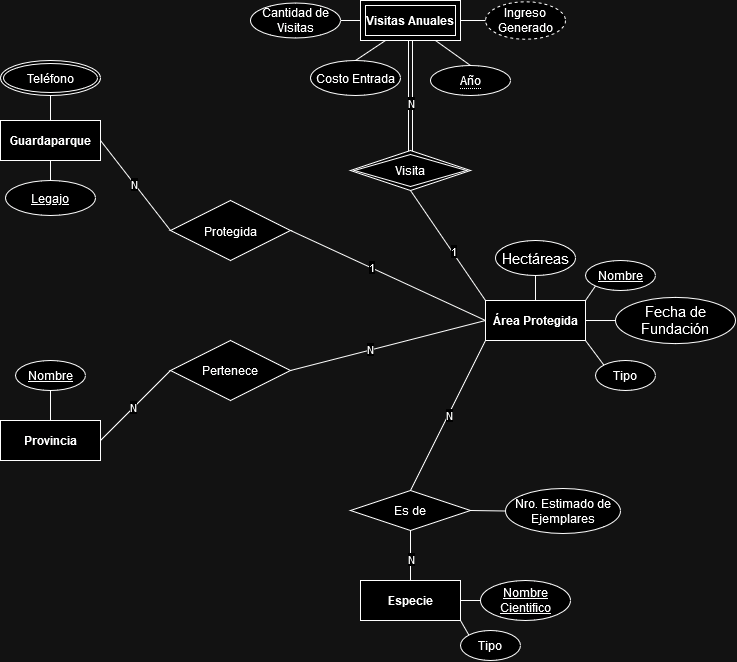 Cantidad de
Visitas
Visitas Anuales
Ingreso
Generado
Costo Entrada
Año
Teléfono
N
Guardaparque
Visita
Legajo
N
Protegida
1
1
Hectáreas
Nombre
Área Protegida
Fecha de
Fundación
N
Pertenece
Nombre
Tipo
N
N
Provincia
Es de
Nro. Estimado de
Ejemplares
N
Especie
Nombre
Cientifico
Tipo